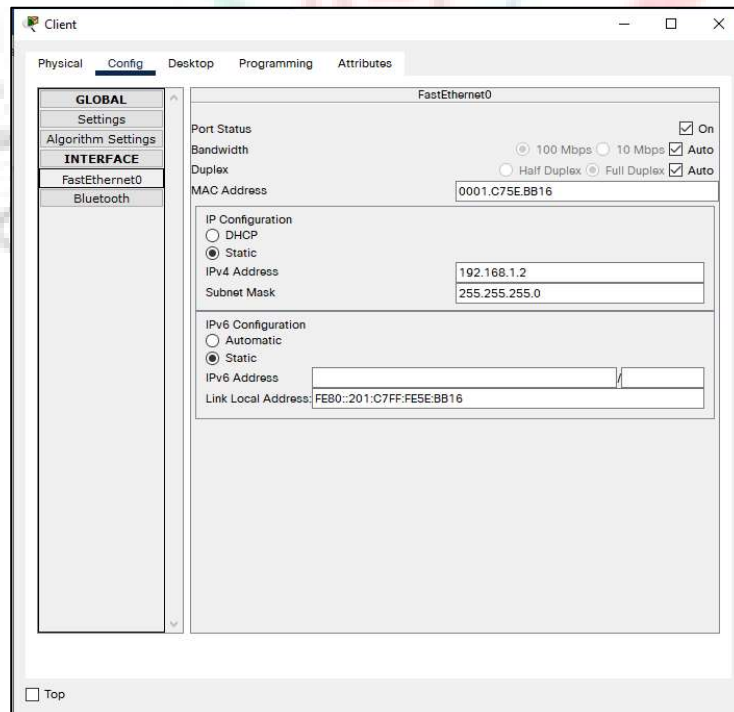 Client
Physical Config Desktop Programming Attributes
GLOBAL
Settings
Algorithm Settings
INTERFACE
FastEthernet0
Bluetooth
FastEthernet0
Port Status On
Bandwidth 100 Mbps 10 Mbps Auto
Duplex Half Duplex Full Duplex Auto
MAC Address 0001.C75E.BB16
IP Configuration
DHCP
Static
IPv4 Address 192.168.1.2
Subnet Mask 255.255.255.0
IPv6 Configuration
Automatic
Static
IPv6 Address /
Link Local Address: FE80::201:C7FF:FE5E:BB16
Top